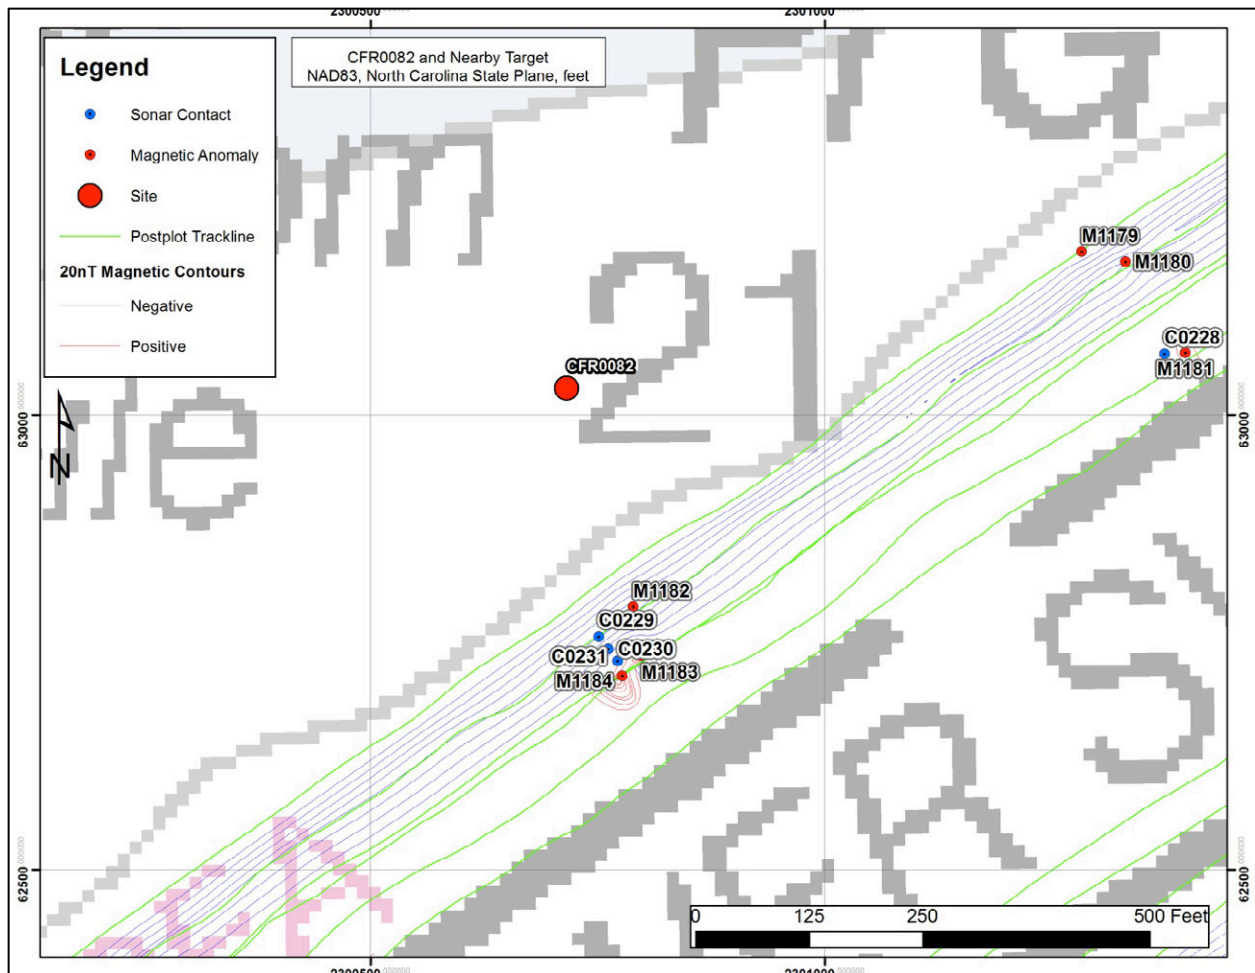 2300500
2301000
Legend
Sonar Contact
Magnetic Anomaly
Site
Postplot Trackline
20nT Magnetic Contours
Negative
Positive
CFR0082 and Nearby Target
NAD83, North Carolina State Plane, feet
M1179
M1180
C0228
M1181
21
CFR0082
63000
63000
N
M1182
C0229
C0231
C0230
M1183
M1184
62500
62500
0 125 250 500 Feet
2300500
2301000